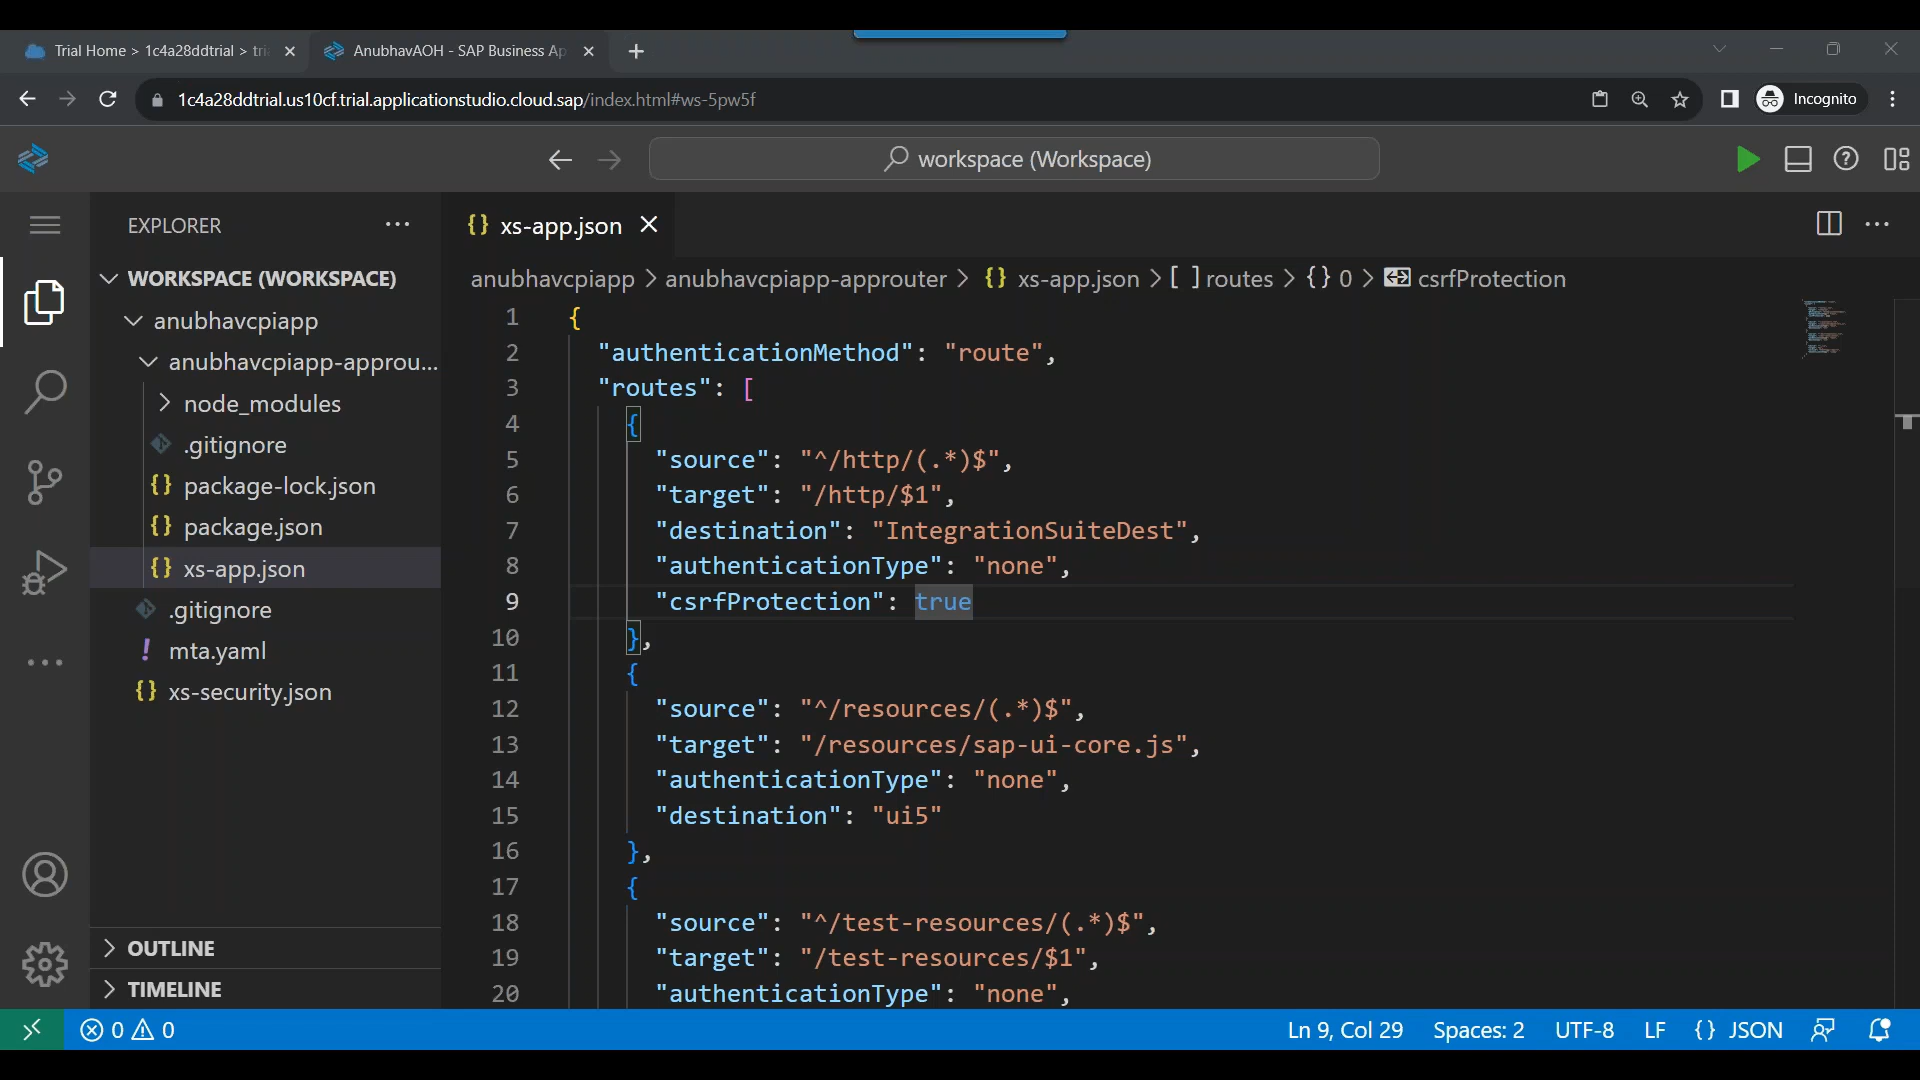 Trial Home > 1c4a28ddtrial > tri
AnubhavAOH - SAP Business Ap
1c4a28ddtrial.us10cf.trial.applicationstudio.cloud.sap/index.html#ws-5pw5f
Incognito
workspace (Workspace)
EXPLORER
xs-app.json
WORKSPACE (WORKSPACE)
anubhavcpiapp
anubhavcpiapp-approu...
node_modules
.gitignore
package-lock.json
package.json
xs-app.json
.gitignore
mta.yaml
xs-security.json
OUTLINE
TIMELINE
anubhavcpiapp > anubhavcpiapp-approuter > {} xs-app.json > [ ] routes > {} 0 > csrfProtection
1 {
2 "authenticationMethod": "route",
3 "routes": [
4 {
5 "source": "^/http/(.*)$",
6 "target": "/http/$1",
7 "destination": "IntegrationSuiteDest",
8 "authenticationType": "none",
9 "csrfProtection": true
10 },
11 {
12 "source": "^/resources/(.*)$",
13 "target": "/resources/sap-ui-core.js",
14 "authenticationType": "none",
15 "destination": "ui5"
16 },
17 {
18 "source": "^/test-resources/(.*)$",
19 "target": "/test-resources/$1",
20 "authenticationType": "none",
0 0
Ln 9, Col 29 Spaces: 2 UTF-8 LF {} JSON